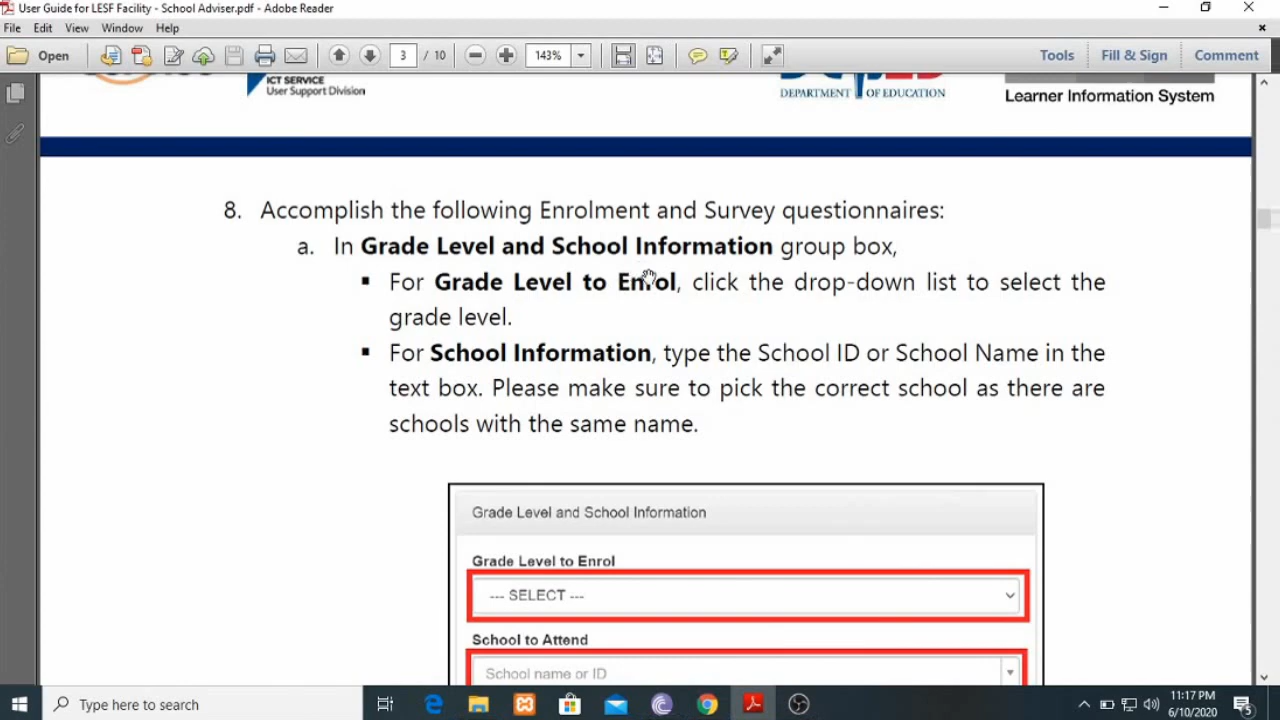 User Guide for LESF Facility - School Adviser.pdf - Adobe Reader
File Edit View Window Help
Open 3 / 10 143% Tools Fill & Sign Comment
ICT SERVICE
User Support Division
DEPARTMENT OF EDUCATION
Learner Information System
8. Accomplish the following Enrolment and Survey questionnaires:
a. In Grade Level and School Information group box,
▪ For Grade Level to Enrol, click the drop-down list to select the
grade level.
▪ For School Information, type the School ID or School Name in the
text box. Please make sure to pick the correct school as there are
schools with the same name.
Grade Level and School Information
Grade Level to Enrol
--- SELECT ---
School to Attend
School name or ID
Type here to search
11:17 PM
6/10/2020
5